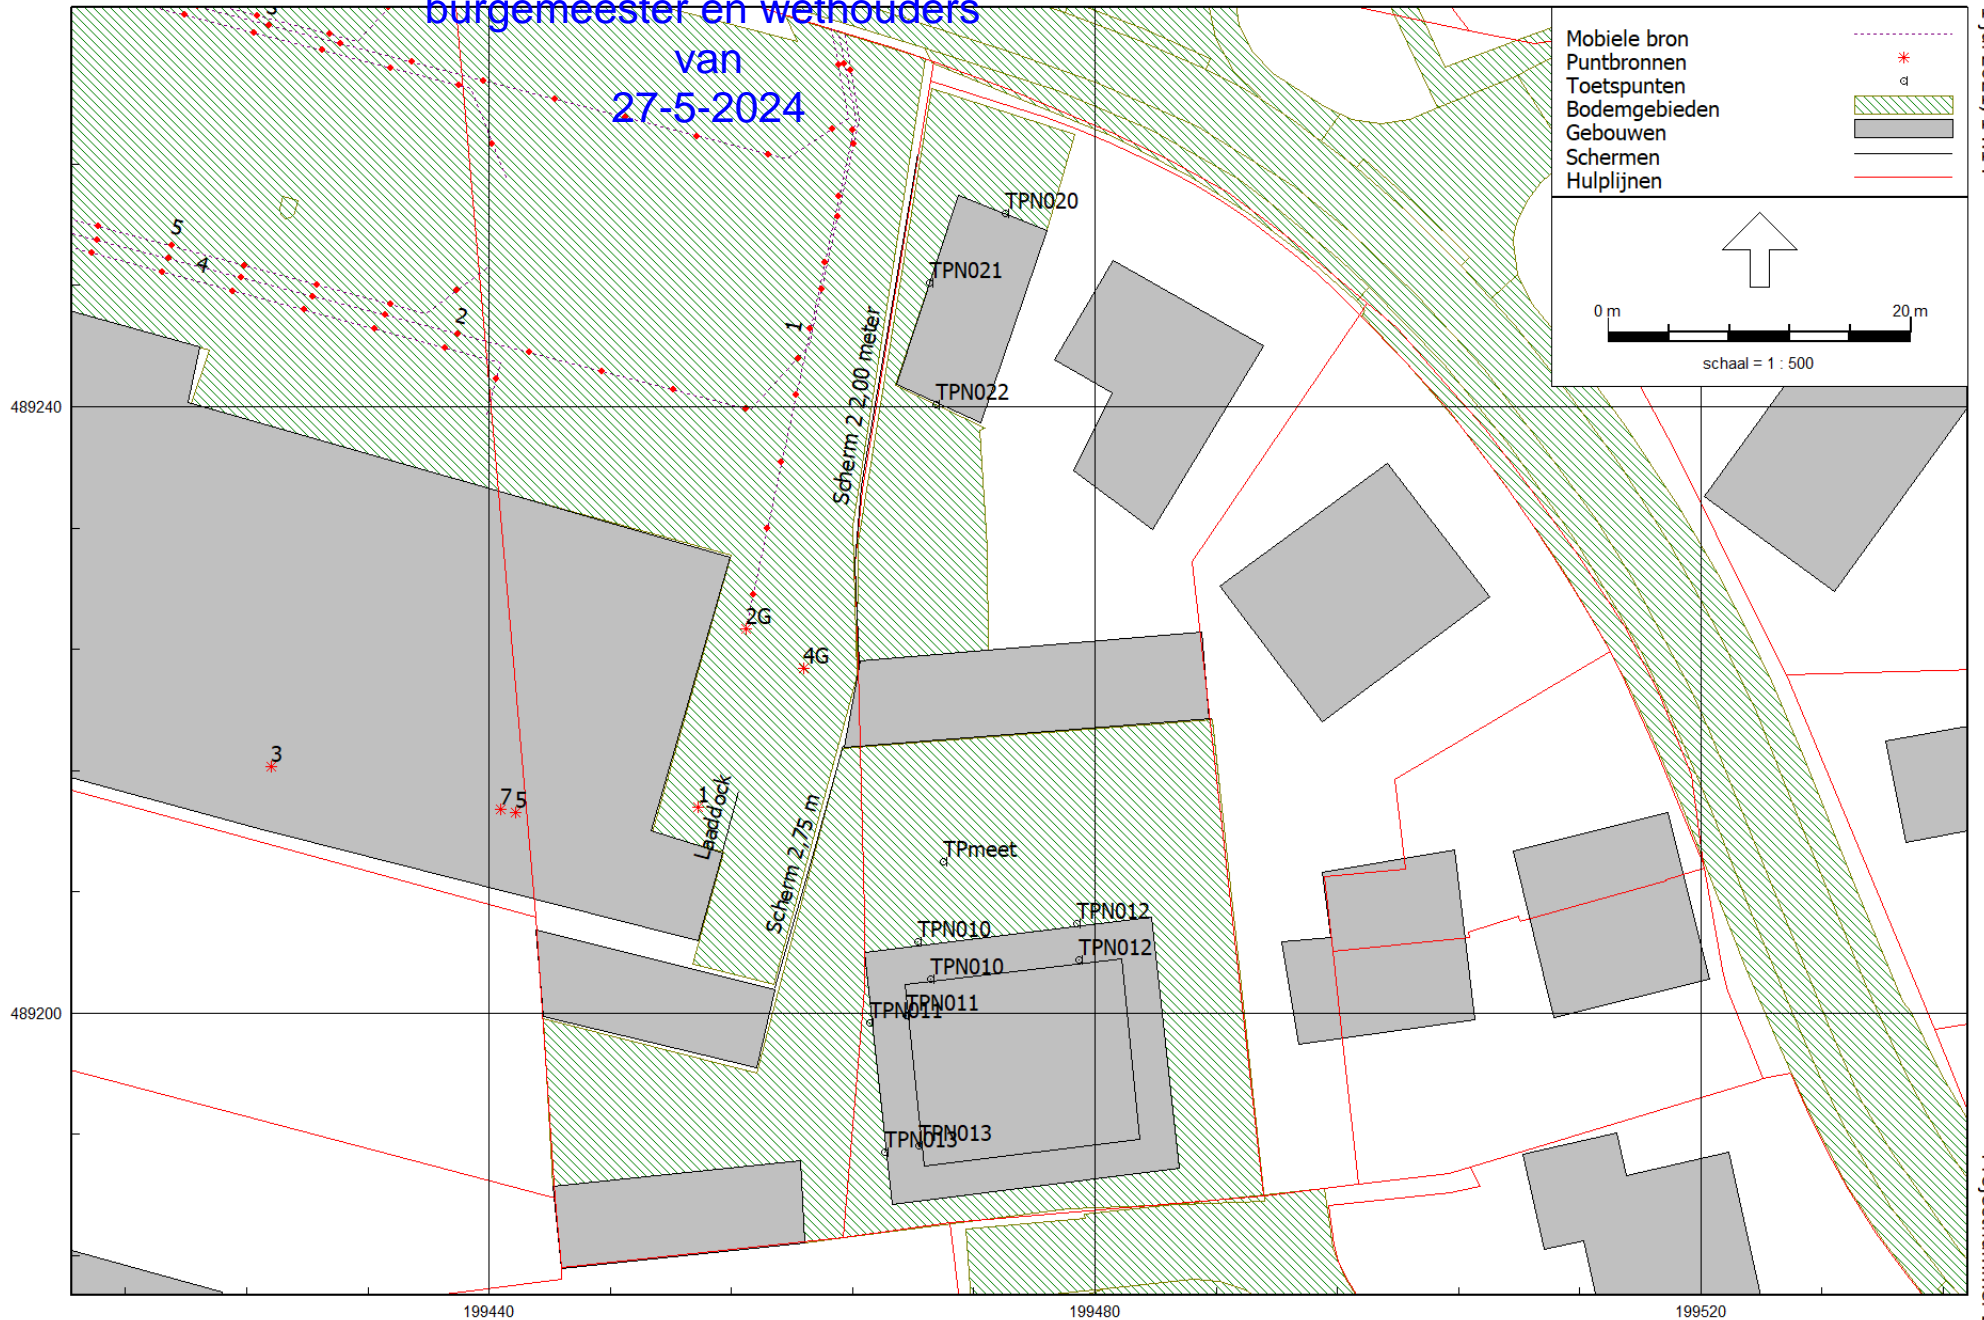 burgemeester en wethouders
van
27-5-2024
Mobiele bron
Puntbronnen
Toetspunten
Bodemgebieden
Gebouwen
Schermen
Hulplijnen
0 m
20 m
schaal = 1 : 500
3
5
4
2
1
Scherm 2 2,00 meter
TPN020
TPN021
TPN022
489240
2G
4G
3
7
5
1
Laaddock
Scherm 2,75 m
TPmeet
TPN010
TPN012
TPN010
TPN012
TPN011
TPN011
489200
TPN013
TPN013
199440
199480
199520